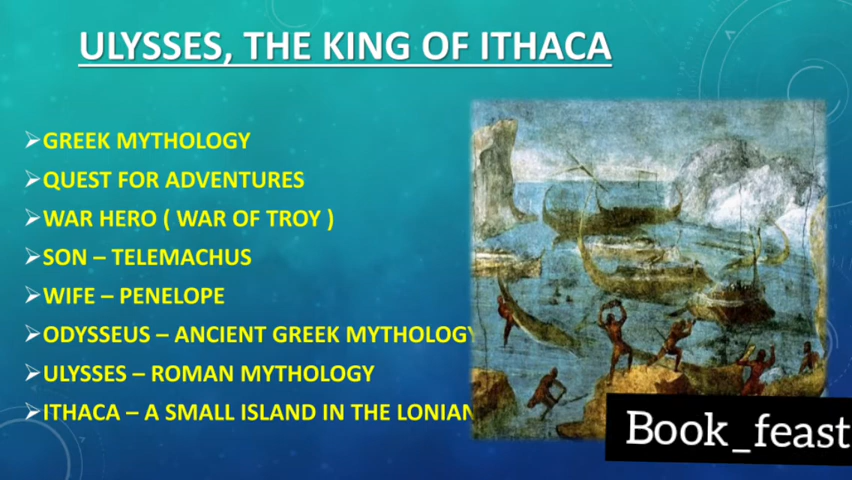 ULYSSES, THE KING OF ITHACA
➢GREEK MYTHOLOGY
➢QUEST FOR ADVENTURES
➢WAR HERO ( WAR OF TROY )
➢SON – TELEMACHUS
➢WIFE – PENELOPE
➢ODYSSEUS – ANCIENT GREEK MYTHOLOGY
➢ULYSSES – ROMAN MYTHOLOGY
➢ITHACA – A SMALL ISLAND IN THE LONIAN
Book_feast